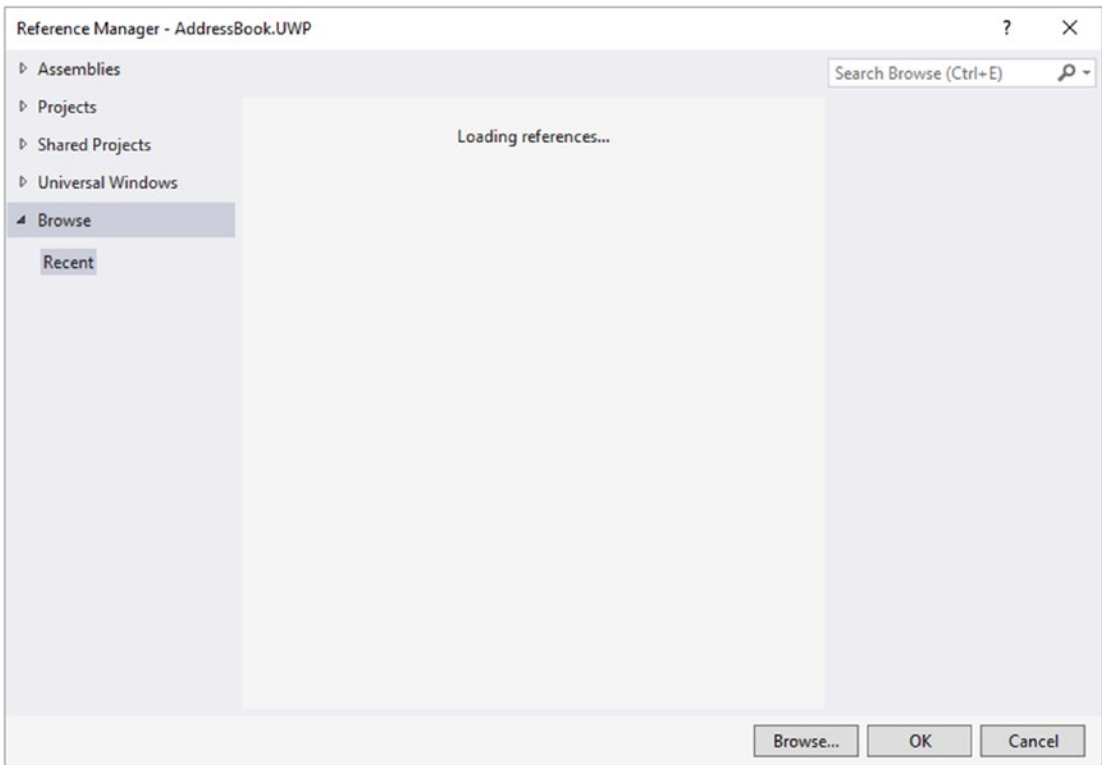 Reference Manager - AddressBook.UWP
?
Assemblies
Search Browse (Ctrl+E)
Projects
Loading references...
Shared Projects
Universal Windows
Browse
Recent
Browse...
OK
Cancel